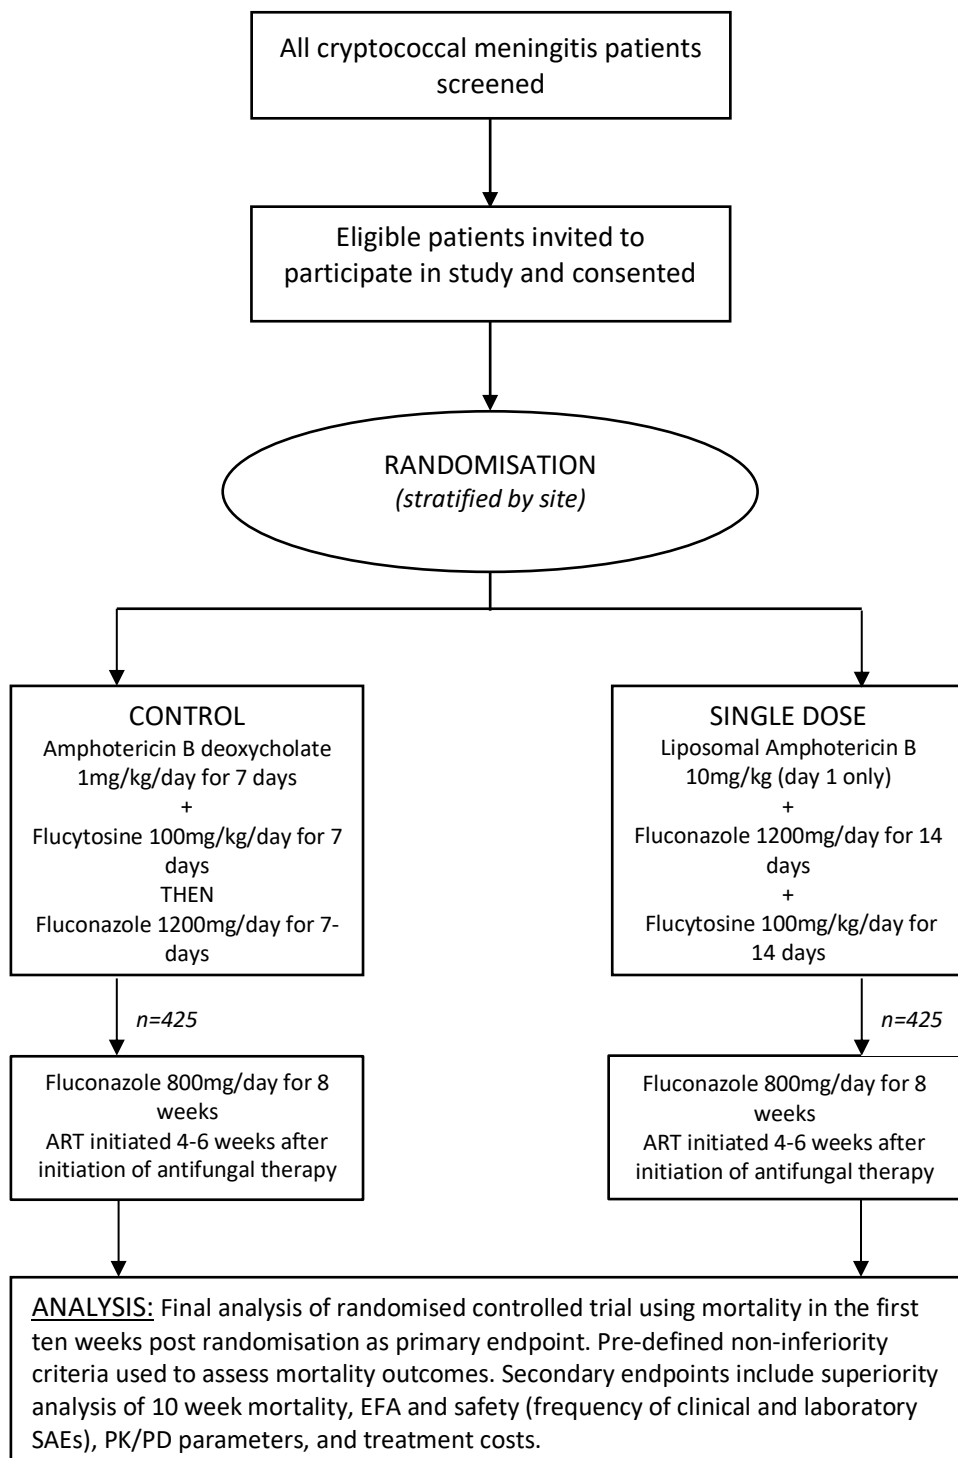 All cryptococcal meningitis patients
screened
Eligible patients invited to
participate in study and consented
RANDOMISATION
(stratified by site)
CONTROL
Amphotericin B deoxycholate
1mg/kg/day for 7 days
+
Flucytosine 100mg/kg/day for 7
days
THEN
Fluconazole 1200mg/day for 7-
days
SINGLE DOSE
Liposomal Amphotericin B
10mg/kg (day 1 only)
+
Fluconazole 1200mg/day for 14
days
+
Flucytosine 100mg/kg/day for
14 days
n=425
n=425
Fluconazole 800mg/day for 8
weeks
ART initiated 4-6 weeks after
initiation of antifungal therapy
Fluconazole 800mg/day for 8
weeks
ART initiated 4-6 weeks after
initiation of antifungal therapy
ANALYSIS: Final analysis of randomised controlled trial using mortality in the first
ten weeks post randomisation as primary endpoint. Pre-defined non-inferiority
criteria used to assess mortality outcomes. Secondary endpoints include superiority
analysis of 10 week mortality, EFA and safety (frequency of clinical and laboratory
SAEs), PK/PD parameters, and treatment costs.